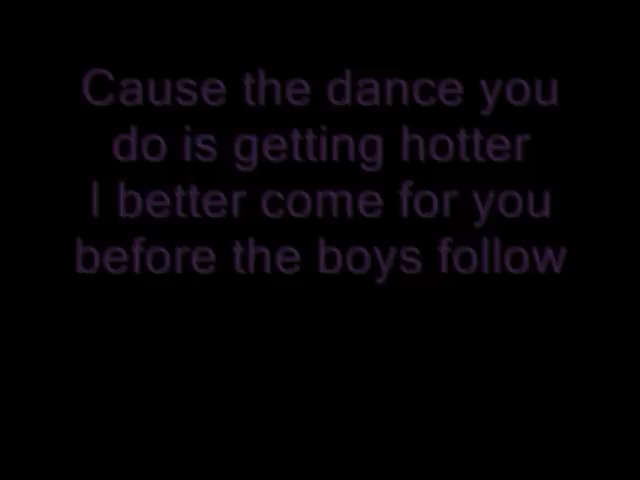 Cause the dance you
do is getting hotter
I better come for you
before the boys follow